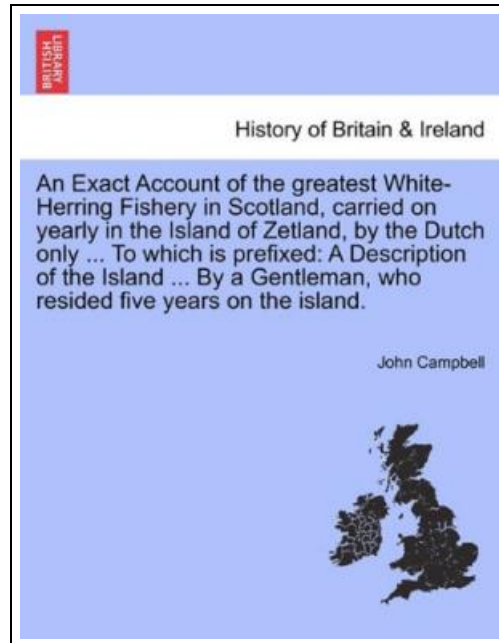 BRITISH
LIBRARY
History of Britain & Ireland
An Exact Account of the greatest White-
Herring Fishery in Scotland, carried on
yearly in the Island of Zetland, by the Dutch
only ... To which is prefixed: A Description
of the Island ... By a Gentleman, who
resided five years on the island.
John Campbell